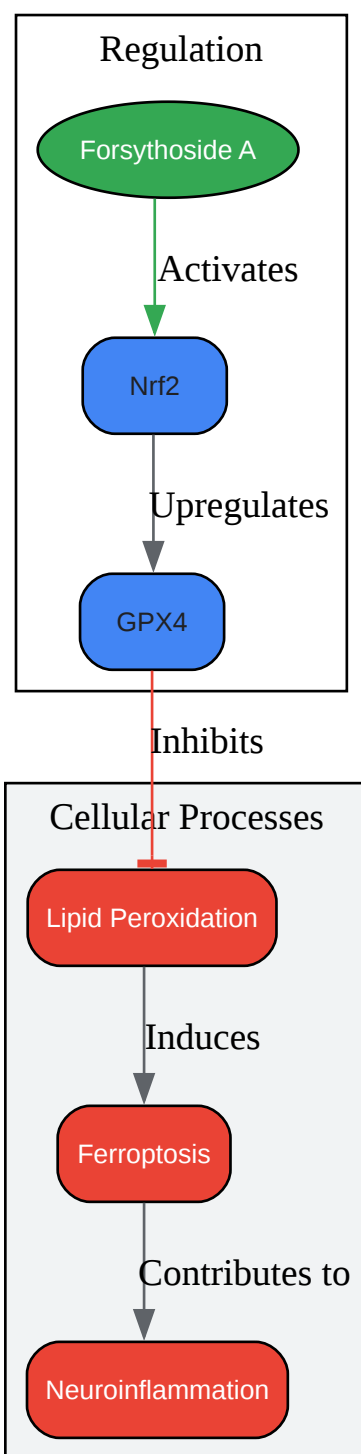 Regulation
Forsythoside A
Activates
Nrf2
Upregulates
GPX4
Inhibits
Cellular Processes
Lipid Peroxidation
Induces
Ferroptosis
Contributes to
Neuroinflammation